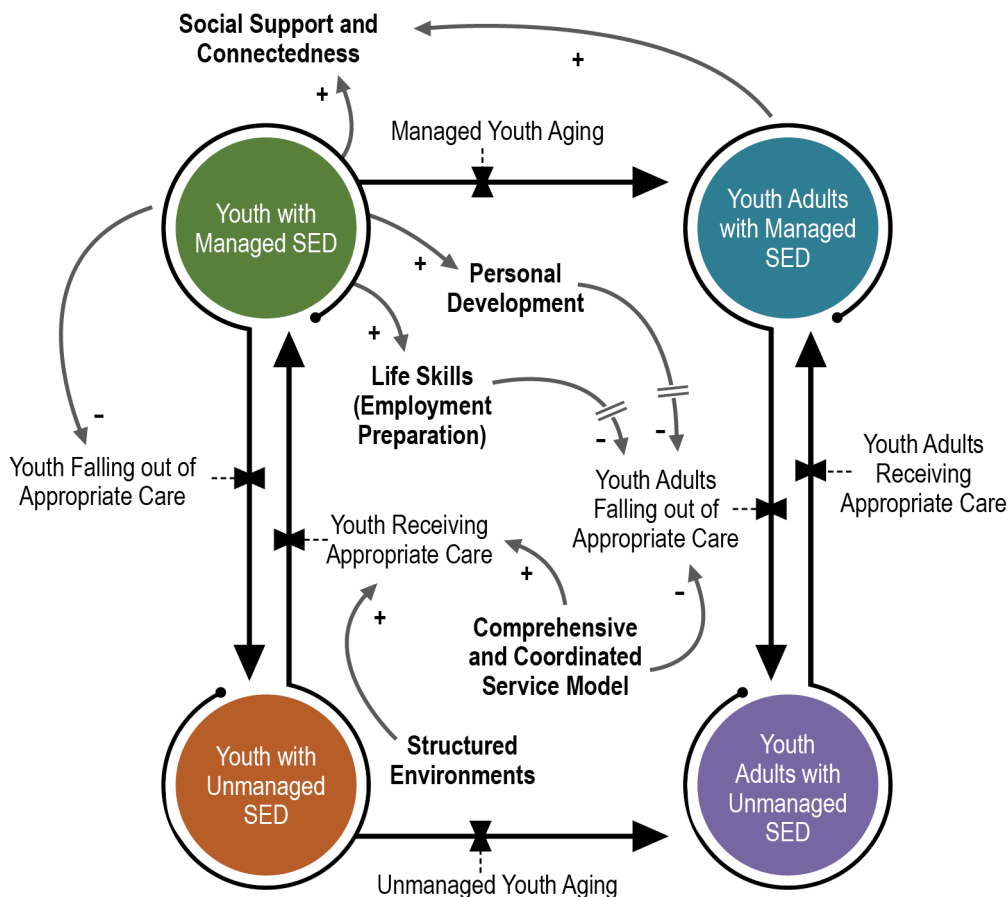 Social Support and
Connectedness
+
+
Managed Youth Aging
Youth with
Managed SED
Youth Adults
with Managed
SED
+
Personal
Development
+
Life Skills
(Employment
Preparation)
-
-
-
Youth Falling out of
Appropriate Care
Youth Adults
Falling out of
Appropriate Care
Youth Adults
Receiving
Appropriate Care
Youth Receiving
Appropriate Care
+
-
+
Comprehensive
and Coordinated
Service Model
Structured
Environments
Youth with
Unmanaged
SED
Youth
Adults with
Unmanaged
SED
Unmanaged Youth Aging